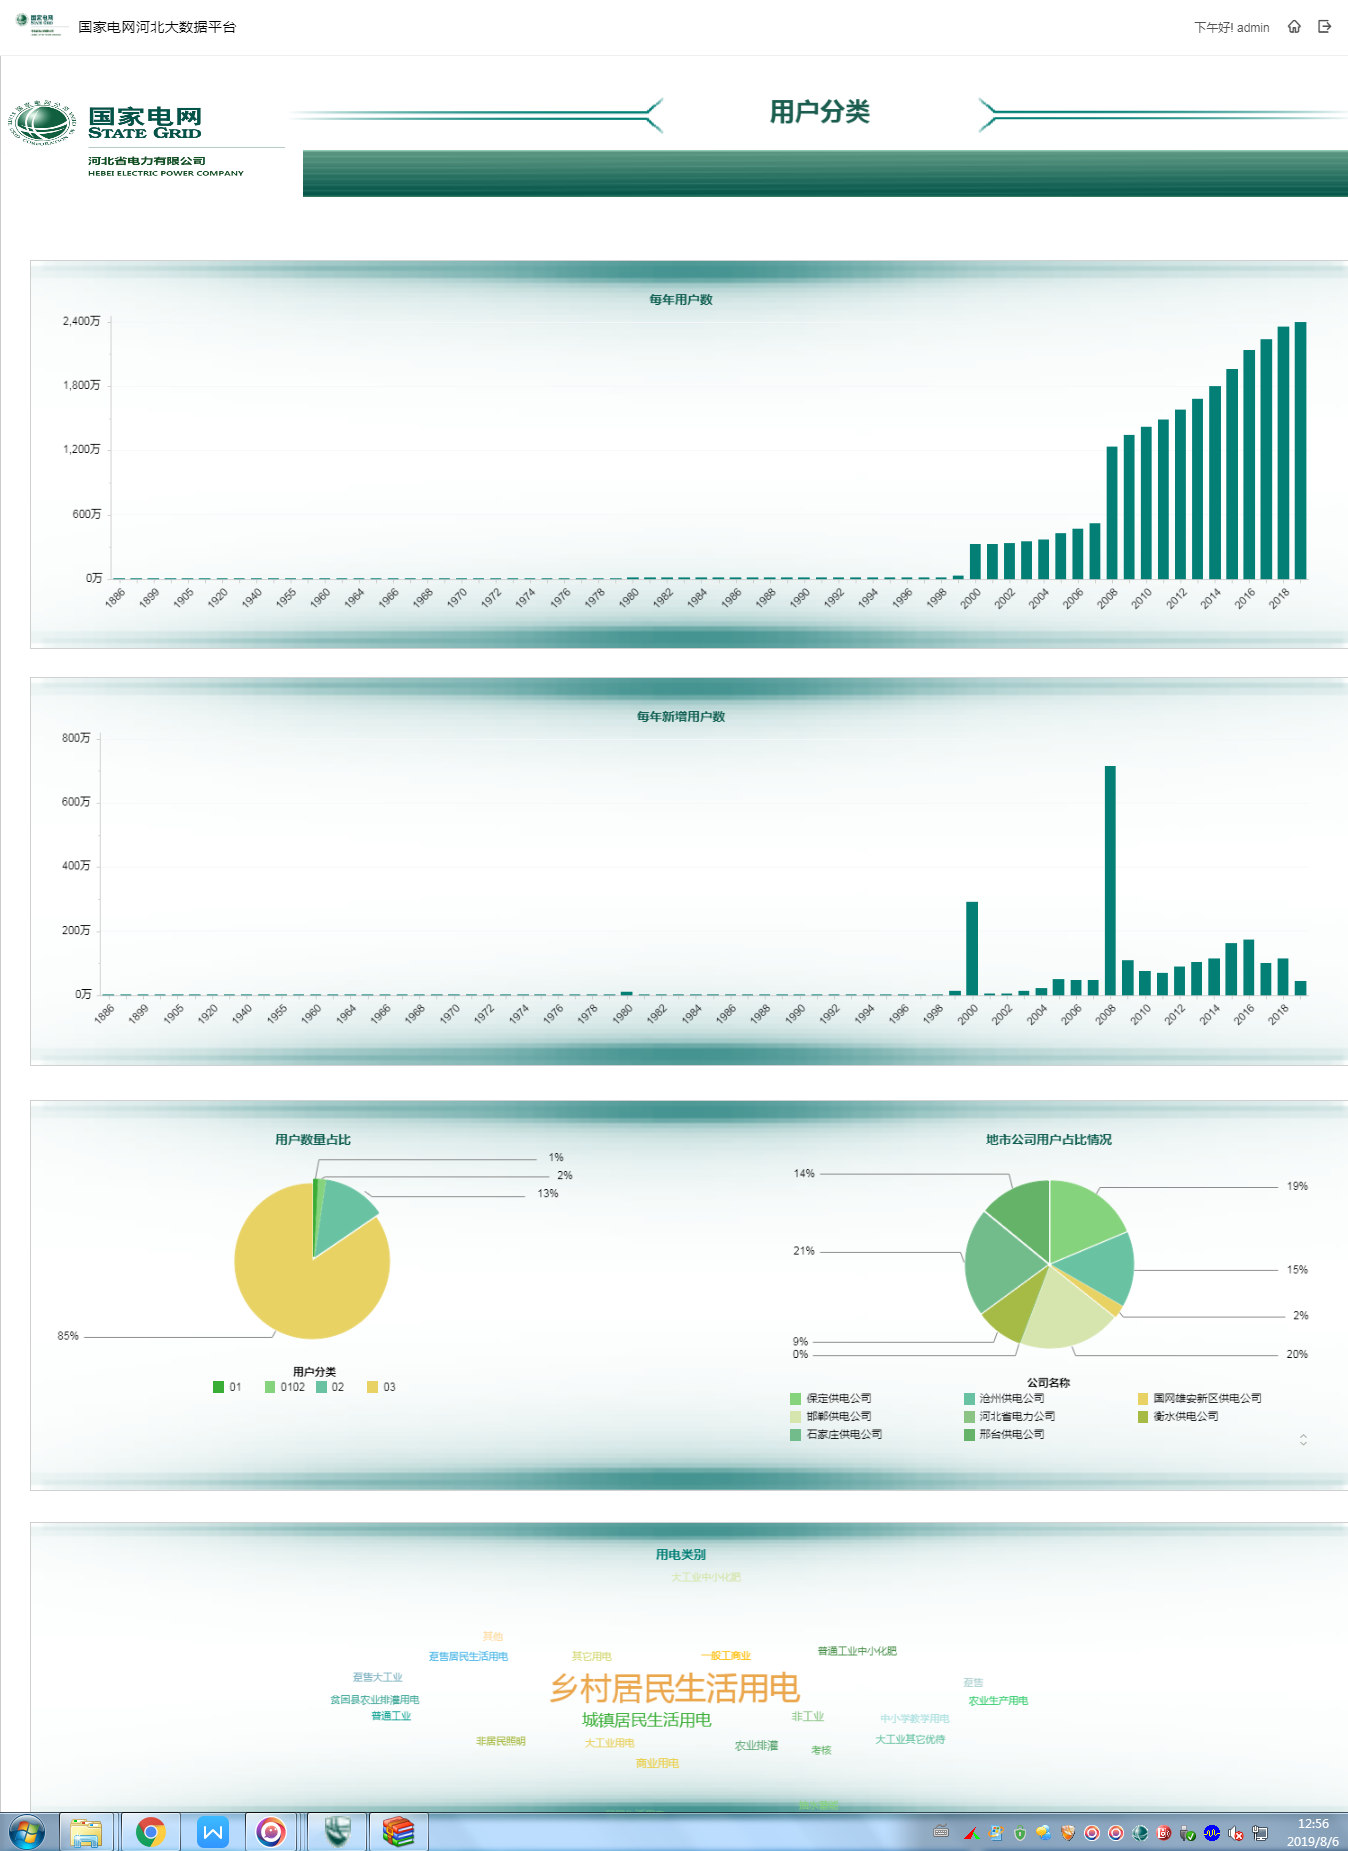 国家电网河北大数据平台
下午好! admin
国家电网
STATE GRID
河北省电力有限公司
HEBEI ELECTRIC POWER COMPANY
用户分类
每年用户数
2,400万
1,800万
1,200万
600万
0万
1886 1899 1905 1920 1940 1955 1960 1964 1966 1968 1970 1972 1974 1976 1978 1980 1982 1984 1986 1988 1990 1992 1994 1996 1998 2000 2002 2004 2006 2008 2010 2012 2014 2016 2018
每年新增用户数
800万
600万
400万
200万
0万
1886 1899 1905 1920 1940 1955 1960 1964 1966 1968 1970 1972 1974 1976 1978 1980 1982 1984 1986 1988 1990 1992 1994 1996 1998 2000 2002 2004 2006 2008 2010 2012 2014 2016 2018
用户数量占比
1%
2%
13%
85%
用户分类
01 0102 02 03
地市公司用户占比情况
14%
19%
21%
15%
2%
9%
0%
20%
公司名称
保定供电公司 沧州供电公司 国网雄安新区供电公司
邯郸供电公司 河北省电力公司 衡水供电公司
石家庄供电公司 邢台供电公司
用电类别
大工业中小化肥
其他
趸售居民生活用电 其它用电 一般工商业 普通工业中小化肥
趸售大工业 乡村居民生活用电 趸售
贫困县农业排灌用电 农业生产用电
普通工业 城镇居民生活用电 非工业 中小学教学用电
非居民照明 大工业用电 农业排灌 考核 大工业其它优待
商业用电
12:56
2019/8/6